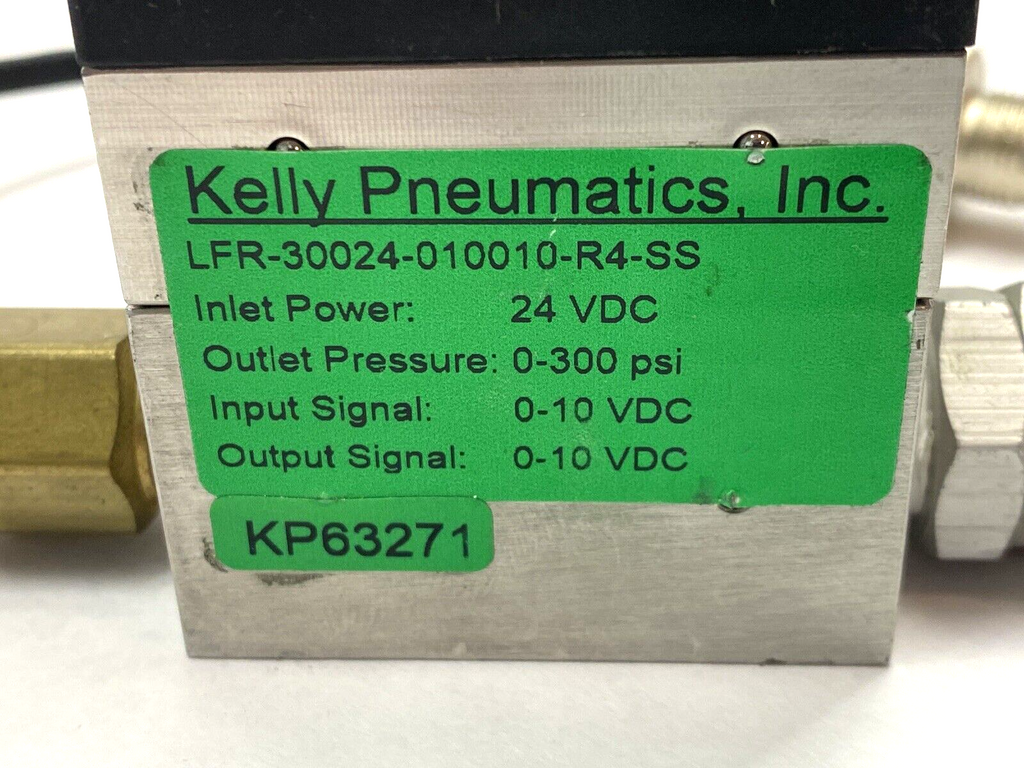 Kelly Pneumatics, Inc.
LFR-30024-010010-R4-SS
Inlet Power: 24 VDC
Outlet Pressure: 0-300 psi
Input Signal: 0-10 VDC
Output Signal: 0-10 VDC
KP63271